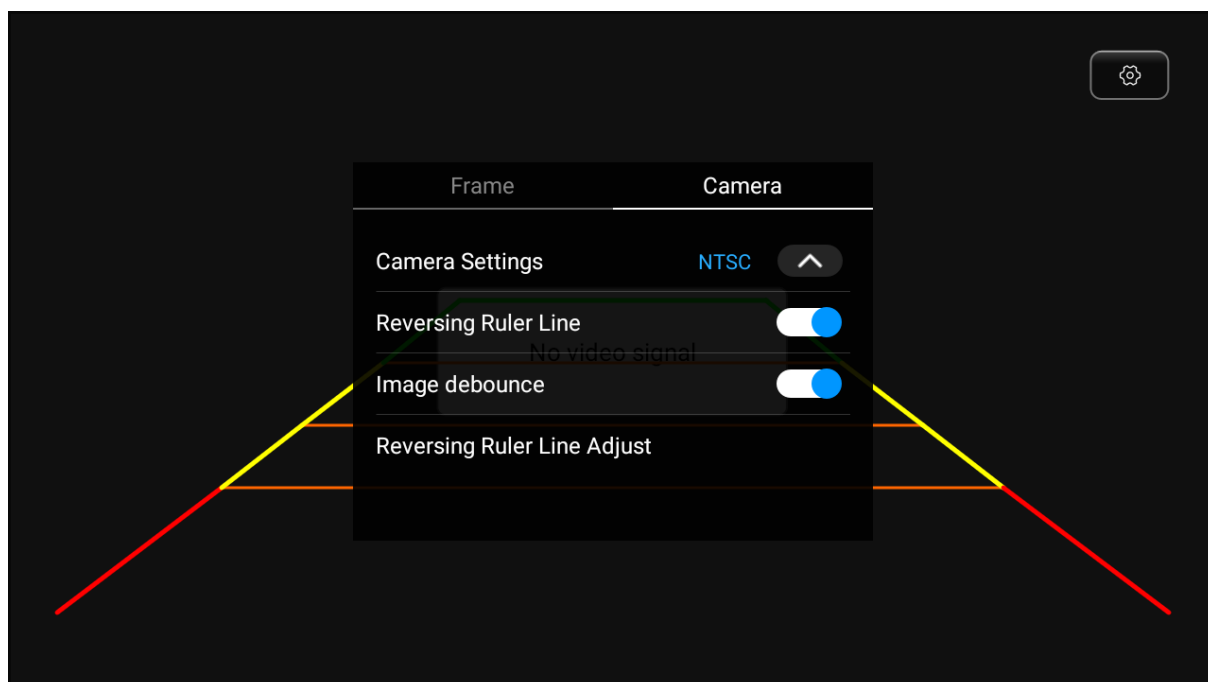 Frame Camera
Camera Settings NTSC
Reversing Ruler Line
No video signal
Image debounce
Reversing Ruler Line Adjust